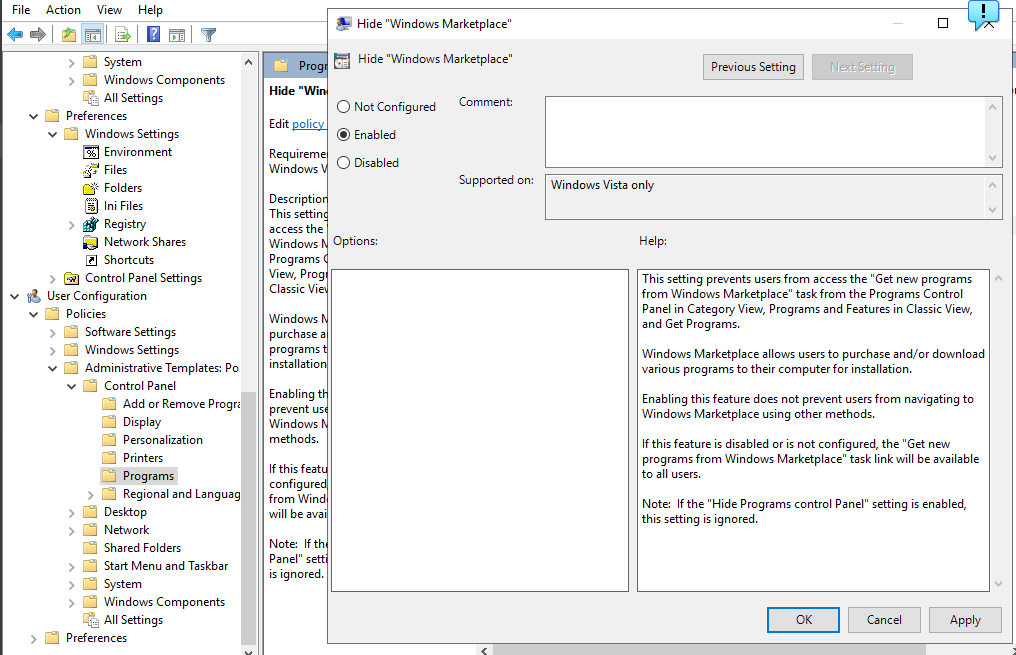 File Action View Help
System
Windows Components
All Settings
Preferences
Windows Settings
Environment
Files
Folders
Ini Files
Registry
Network Shares
Shortcuts
Control Panel Settings
User Configuration
Policies
Software Settings
Windows Settings
Administrative Templates: Po
Control Panel
Add or Remove Progra
Display
Personalization
Printers
Programs
Regional and Languag
Desktop
Network
Shared Folders
Start Menu and Taskbar
System
Windows Components
All Settings
Preferences
Progr
Hide "Win
Edit policy
Requireme
Windows V
Description
This setting
access the
Windows M
Programs C
View, Prog
Classic View
Windows M
purchase a
programs t
installation
Enabling th
prevent use
Windows M
methods.
If this featu
configured
from Wind
will be avai
Note: If the
Panel" setti
is ignored.
Hide "Windows Marketplace"
Hide "Windows Marketplace"
Previous Setting
Next Setting
Not Configured
Enabled
Disabled
Comment:
Supported on:
Windows Vista only
Options:
Help:
This setting prevents users from access the "Get new programs
from Windows Marketplace" task from the Programs Control
Panel in Category View, Programs and Features in Classic View,
and Get Programs.
Windows Marketplace allows users to purchase and/or download
various programs to their computer for installation.
Enabling this feature does not prevent users from navigating to
Windows Marketplace using other methods.
If this feature is disabled or is not configured, the "Get new
programs from Windows Marketplace" task link will be available
to all users.
Note: If the "Hide Programs control Panel" setting is enabled,
this setting is ignored.
OK
Cancel
Apply